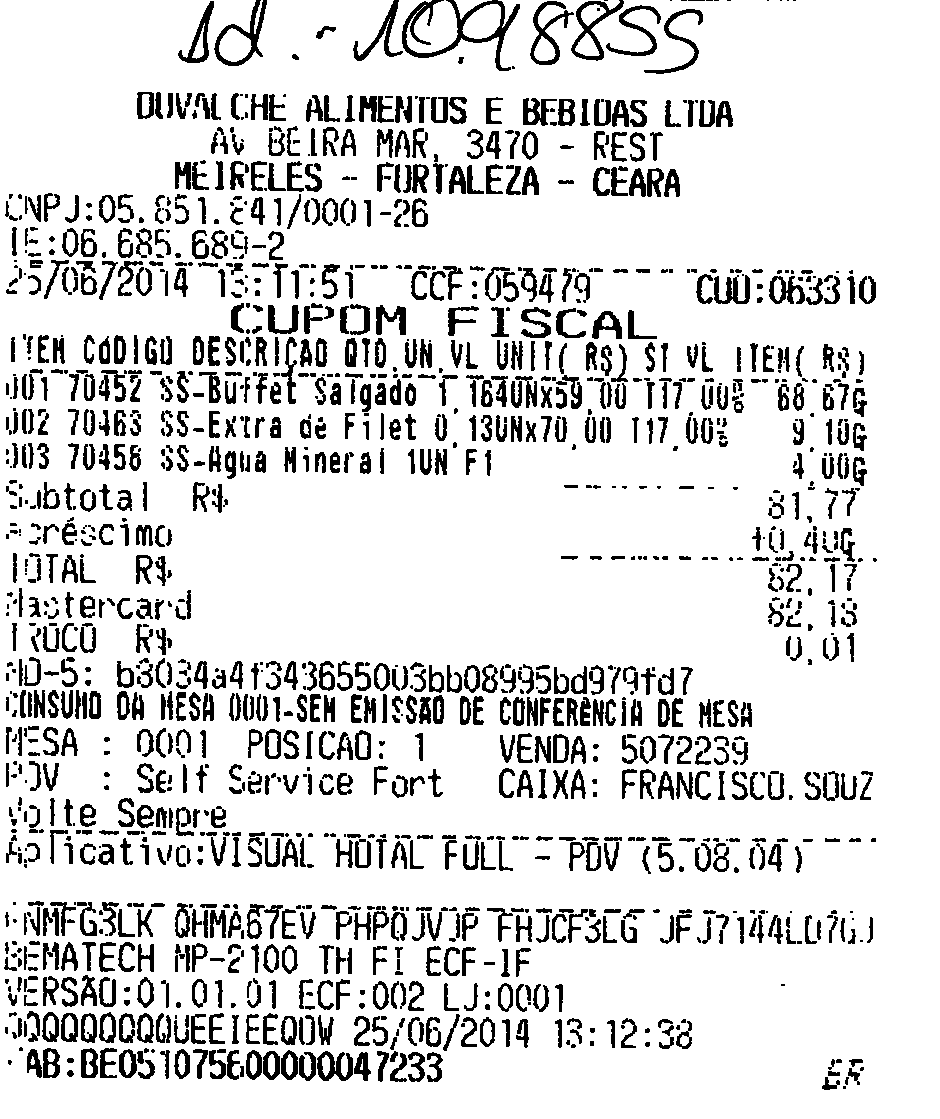 Id.-1098855
DUVALCHE ALIMENTOS E BEBIDAS LTDA
AV BEIRA MAR, 3470 - REST
MEIRELES - FORTALEZA - CEARA
CNPJ:05.851.841/0001-26
IE:06.685.689-2
25/06/2014 13:11:51 CCF:059479 COO:063310
CUPOM FISCAL
ITEM CÓDIGO DESCRIÇÃO QTD.UN.VL UNIT( R$) ST VL ITEM( R$)
001 70452 SS-Buffet Salgado 1,164UNx59,00 T17,00% 68,67G
002 70463 SS-Extra de Filet 0,13UNx70,00 T17,00% 9,10G
003 70458 SS-Agua Mineral 1UN F1 4,00G
Subtotal R$ 81,77
Acréscimo +0,40G
TOTAL R$ 82,17
Mastercard 82,18
TROCO R$ 0,01
MD-5: b3034a4f343655003bb08995bd979fd7
CONSUMO DA MESA 0001-SEM EMISSÃO DE CONFERÊNCIA DE MESA
MESA : 0001 POSICAO: 1 VENDA: 5072239
PDV : Self Service Fort CAIXA: FRANCISCO.SOUZ
Volte Sempre
Aplicativo:VISUAL HOTAL FULL - PDV (5.08.04)
QHMA67EV PHPQJVJP FHJCF3LG
BEMATECH MP-2100 TH FI ECF-IF
VERSÃO:01.01.01 ECF:002 LJ:0001
QQQQQQQQQUEEIEEQOW 25/06/2014 13:12:38
FAB:BE051075600000047233 BR